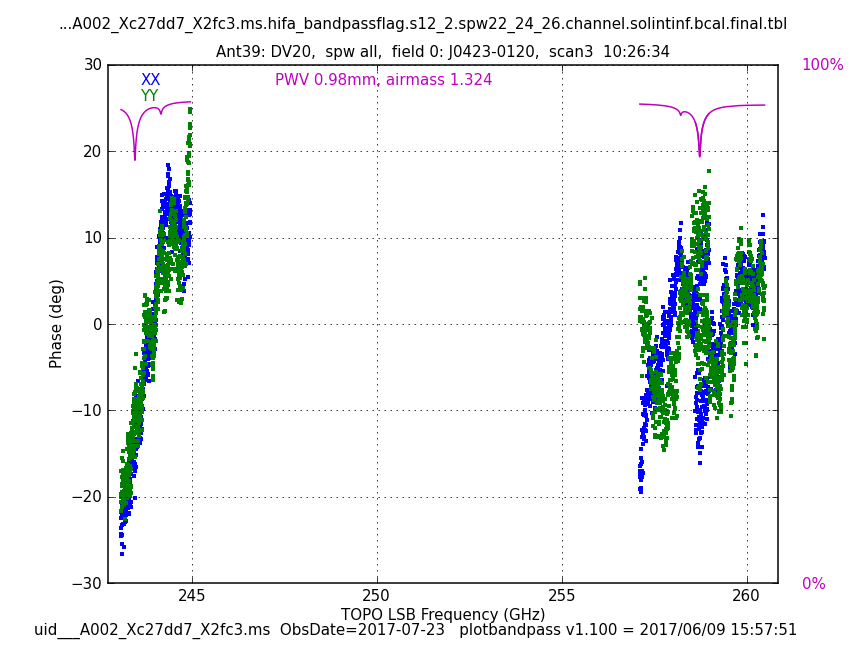 ...A002_Xc27dd7_X2fc3.ms.hifa_bandpassflag.s12_2.spw22_24_26.channel.solintinf.bcal.final.tbl
Ant39: DV20,  spw all,  field 0: J0423-0120,  scan3  10:26:34
30
XX
PWV 0.98mm, airmass 1.324
100%
YY
20
10
0
Phase (deg)
−10
−20
−30
0%
245
250
255
260
TOPO LSB Frequency (GHz)
uid___A002_Xc27dd7_X2fc3.ms  ObsDate=2017-07-23   plotbandpass v1.100 = 2017/06/09 15:57:51